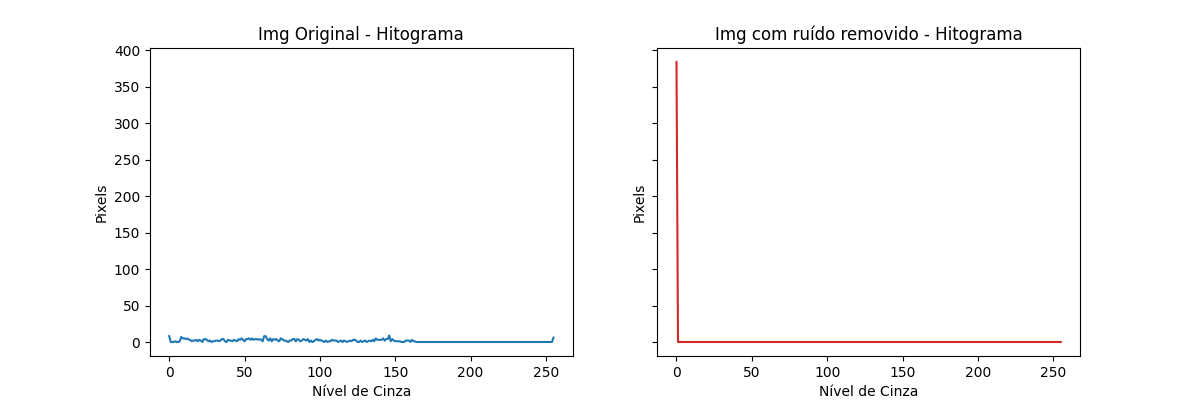 Img Original - Hitograma
Img com ruído removido - Hitograma
400
350
300
250
200
150
100
50
0
Pixels
Pixels
0 50 100 150 200 250
0 50 100 150 200 250
Nível de Cinza
Nível de Cinza